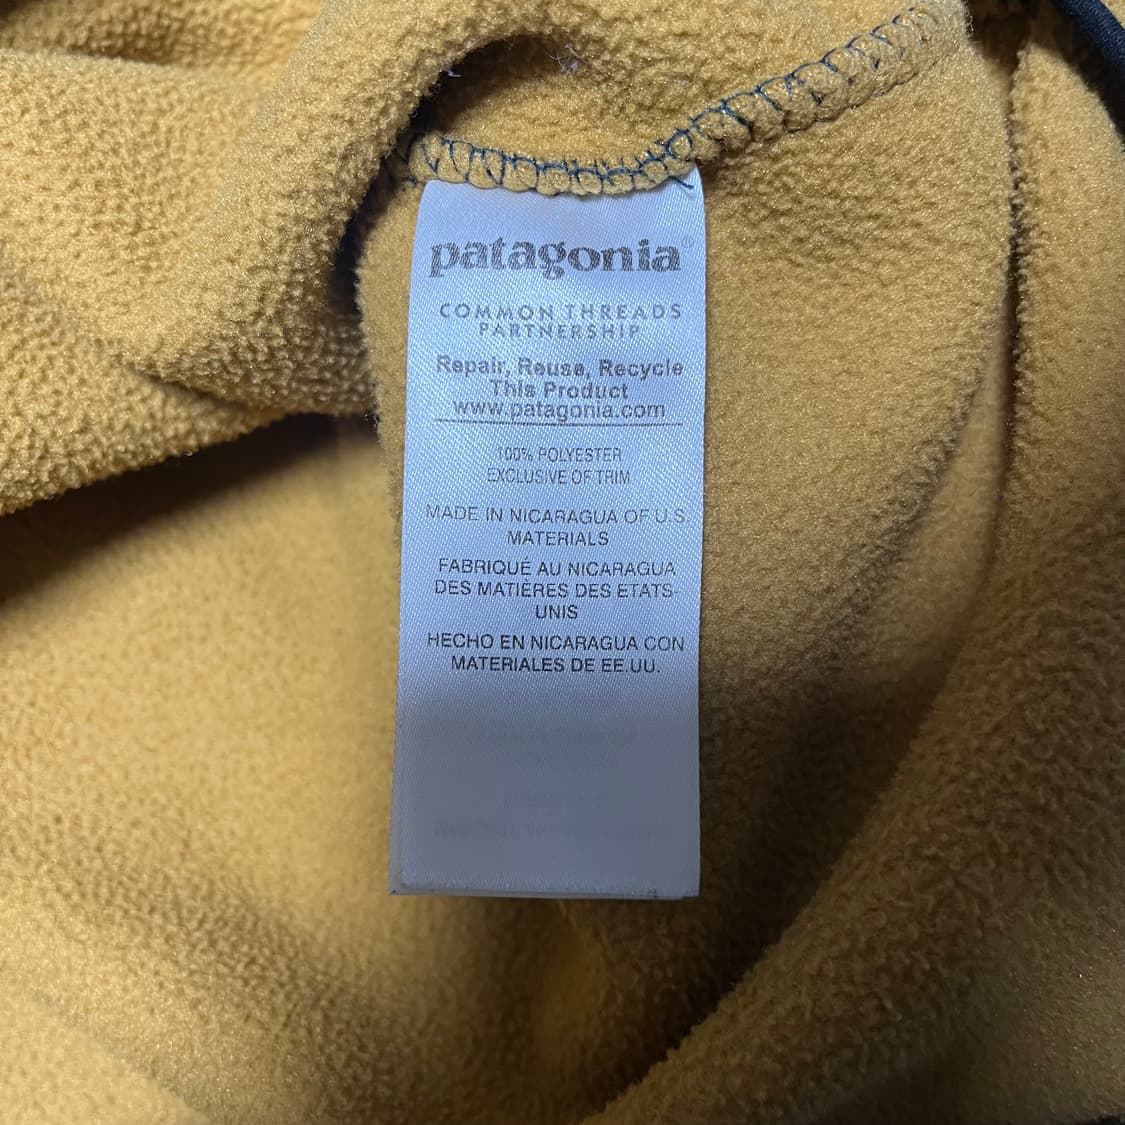 patagonia®
COMMON THREADS
PARTNERSHIP
Repair, Reuse, Recycle
This Product
www.patagonia.com
100% POLYESTER
EXCLUSIVE OF TRIM
MADE IN NICARAGUA OF U.S.
MATERIALS
FABRIQUÉ AU NICARAGUA
DES MATIÈRES DES ETATS-
UNIS
HECHO EN NICARAGUA CON
MATERIALES DE EE.UU.